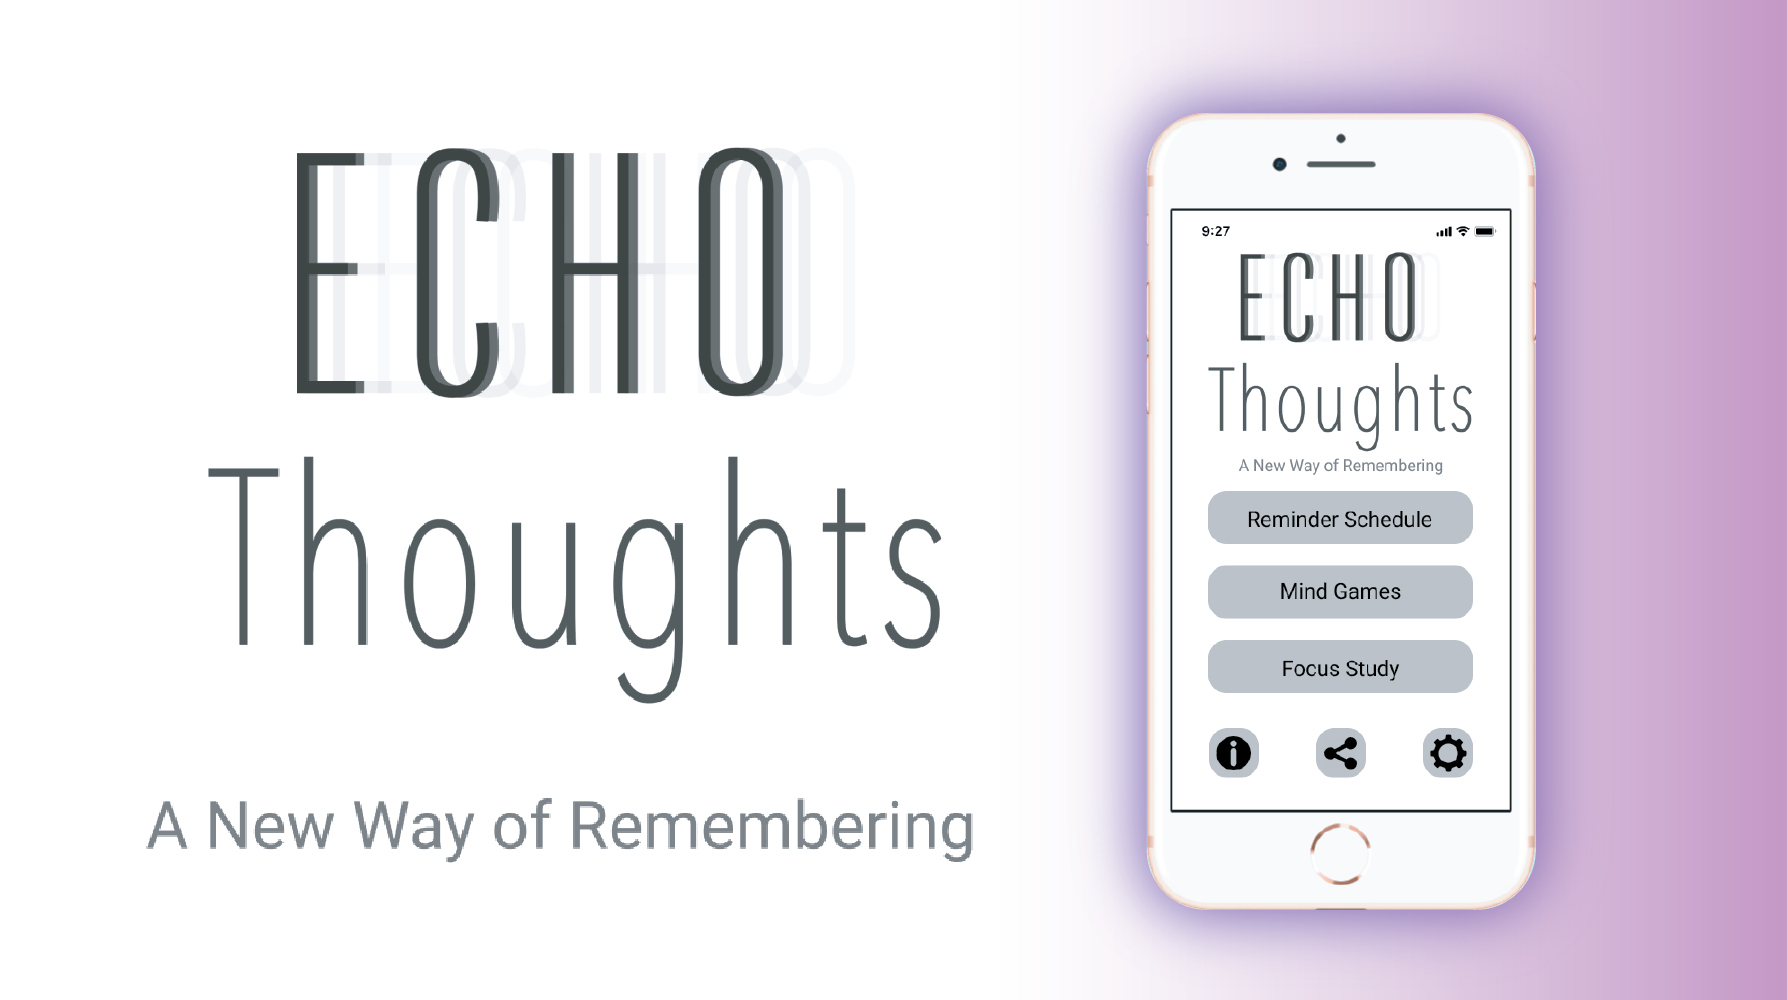 ECHO
Thoughts
A New Way of Remembering
9:27
ECHO
Thoughts
A New Way of Remembering
Reminder Schedule
Mind Games
Focus Study